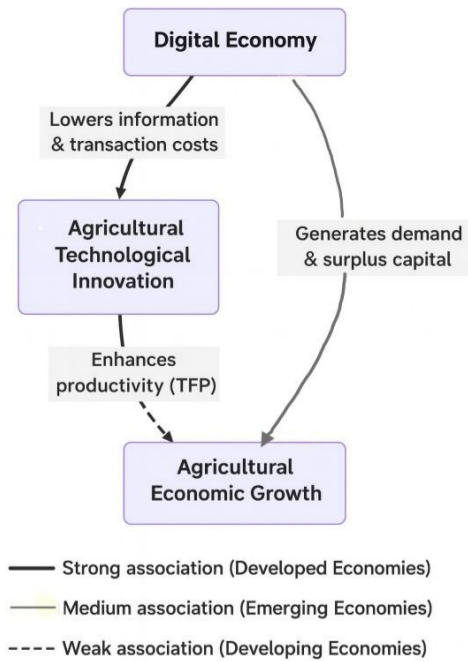 Digital Economy
Lowers information
& transaction costs
Agricultural
Technological
Innovation
Generates demand
& surplus capital
Enhances
productivity (TFP)
Agricultural
Economic Growth
Strong association (Developed Economies)
Medium association (Emerging Economies)
Weak association (Developing Economies)